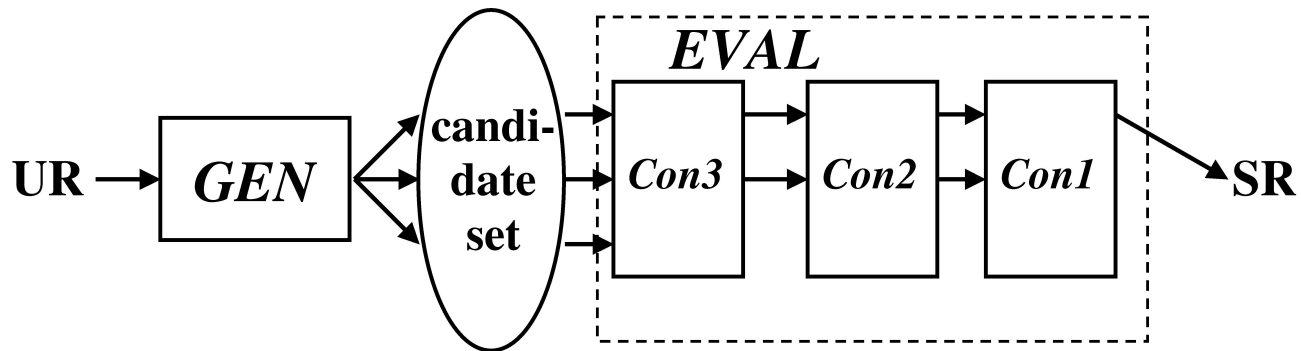 UR
GEN
candi-
date
set
EVAL
Con3
Con2
Con1
SR